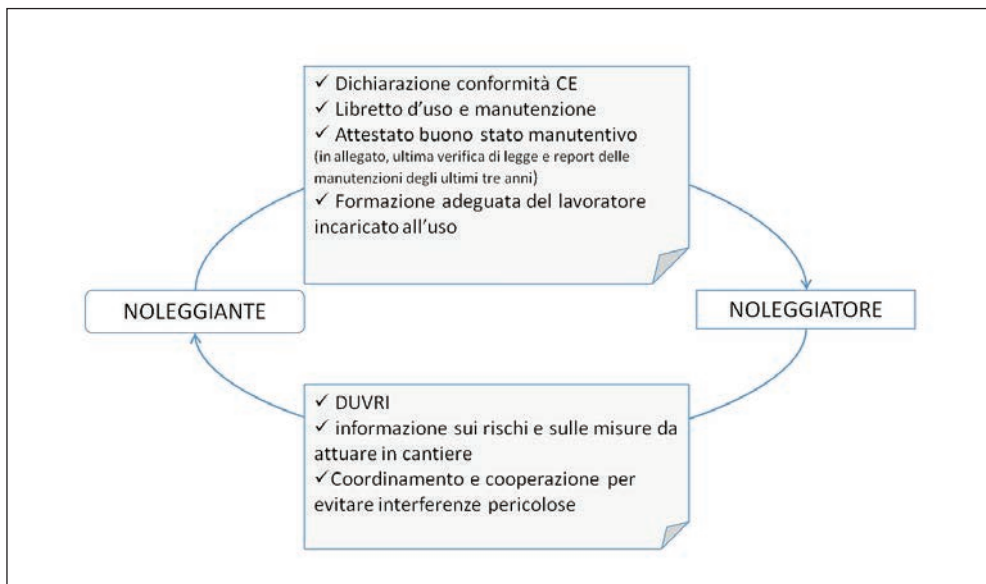 ✓ Dichiarazione conformità CE
✓ Libretto d'uso e manutenzione
✓ Attestato buono stato manutentivo
(in allegato, ultima verifica di legge e report delle
manutenzioni degli ultimi tre anni)
✓ Formazione adeguata del lavoratore
incaricato all'uso
NOLEGGIANTE
NOLEGGIATORE
✓ DUVRI
✓ informazione sui rischi e sulle misure da
attuare in cantiere
✓Coordinamento e cooperazione per
evitare interferenze pericolose